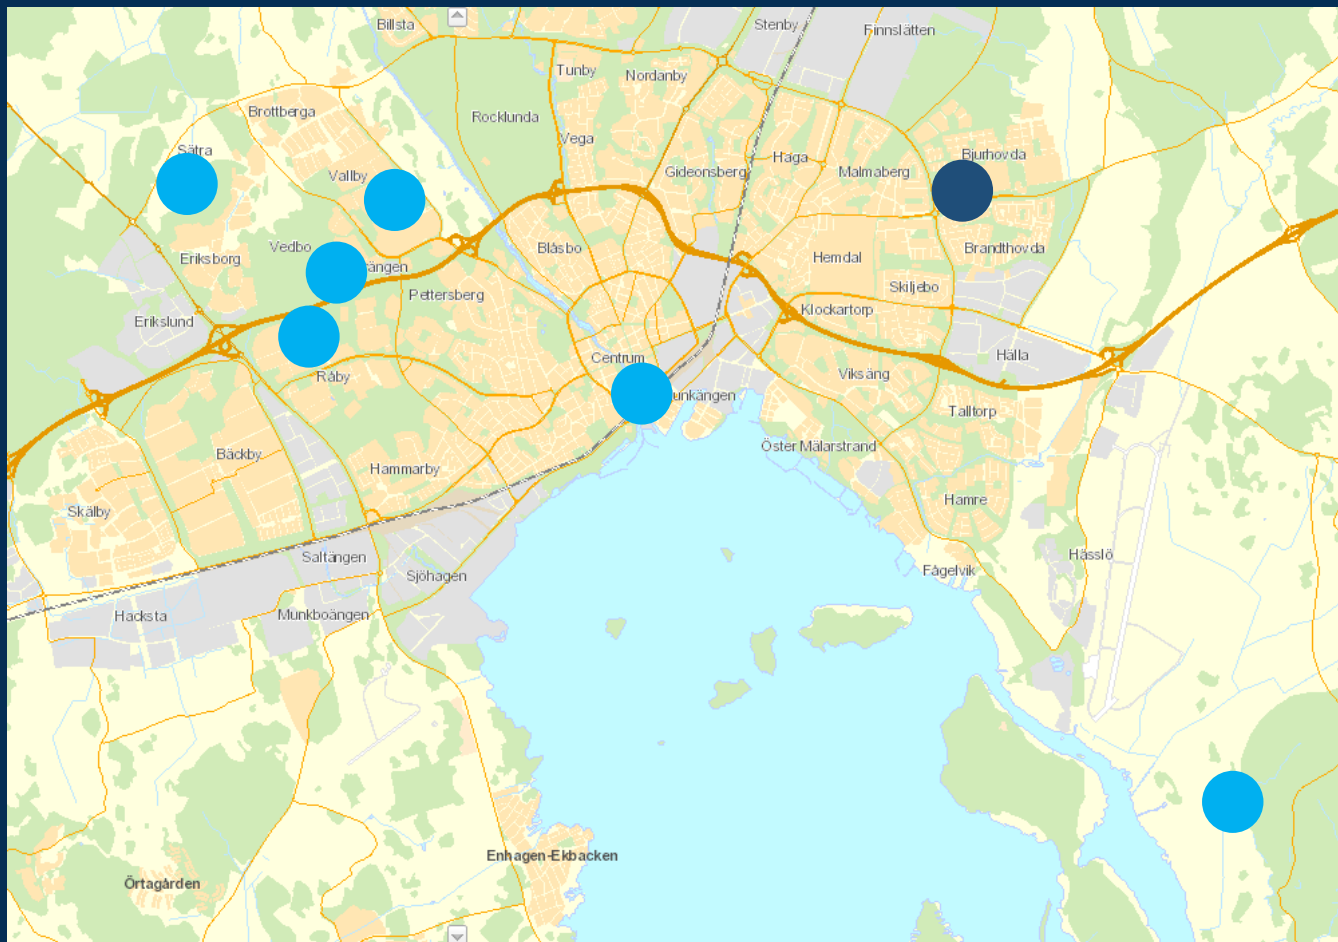 Billsta
Stenby
Finnslätten
Tunby
Nordanby
Brottberga
Rocklunda
Vega
Sätra
Haga
Bjurhovda
Vallby
Gideonsberg
Malmaberg
Vedbo
Blåsbo
Brandthovda
Eriksborg
ängen
Hemdal
Pettersberg
Skiljebo
Klockartorp
Erikslund
Centrum
Hälla
Råby
Viksäng
unkängen
Talltorp
Öster Mälarstrand
Bäckby
Hammarby
Hamre
Skälby
Saltängen
Hässlö
Sjöhagen
Fågelvik
Hacksta
Munkboängen
Enhagen-Ekbacken
Örtagården